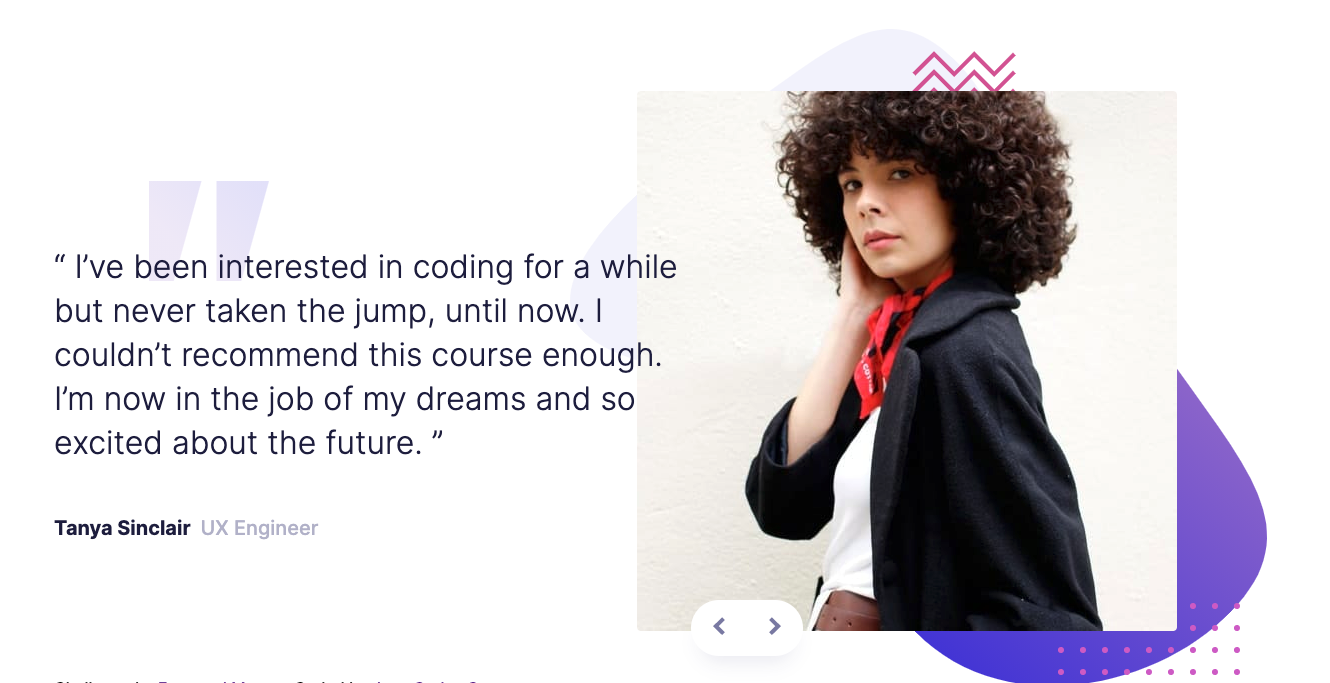 “ I’ve been interested in coding for a while
but never taken the jump, until now. I
couldn’t recommend this course enough.
I’m now in the job of my dreams and so
excited about the future. ”
Tanya Sinclair UX Engineer